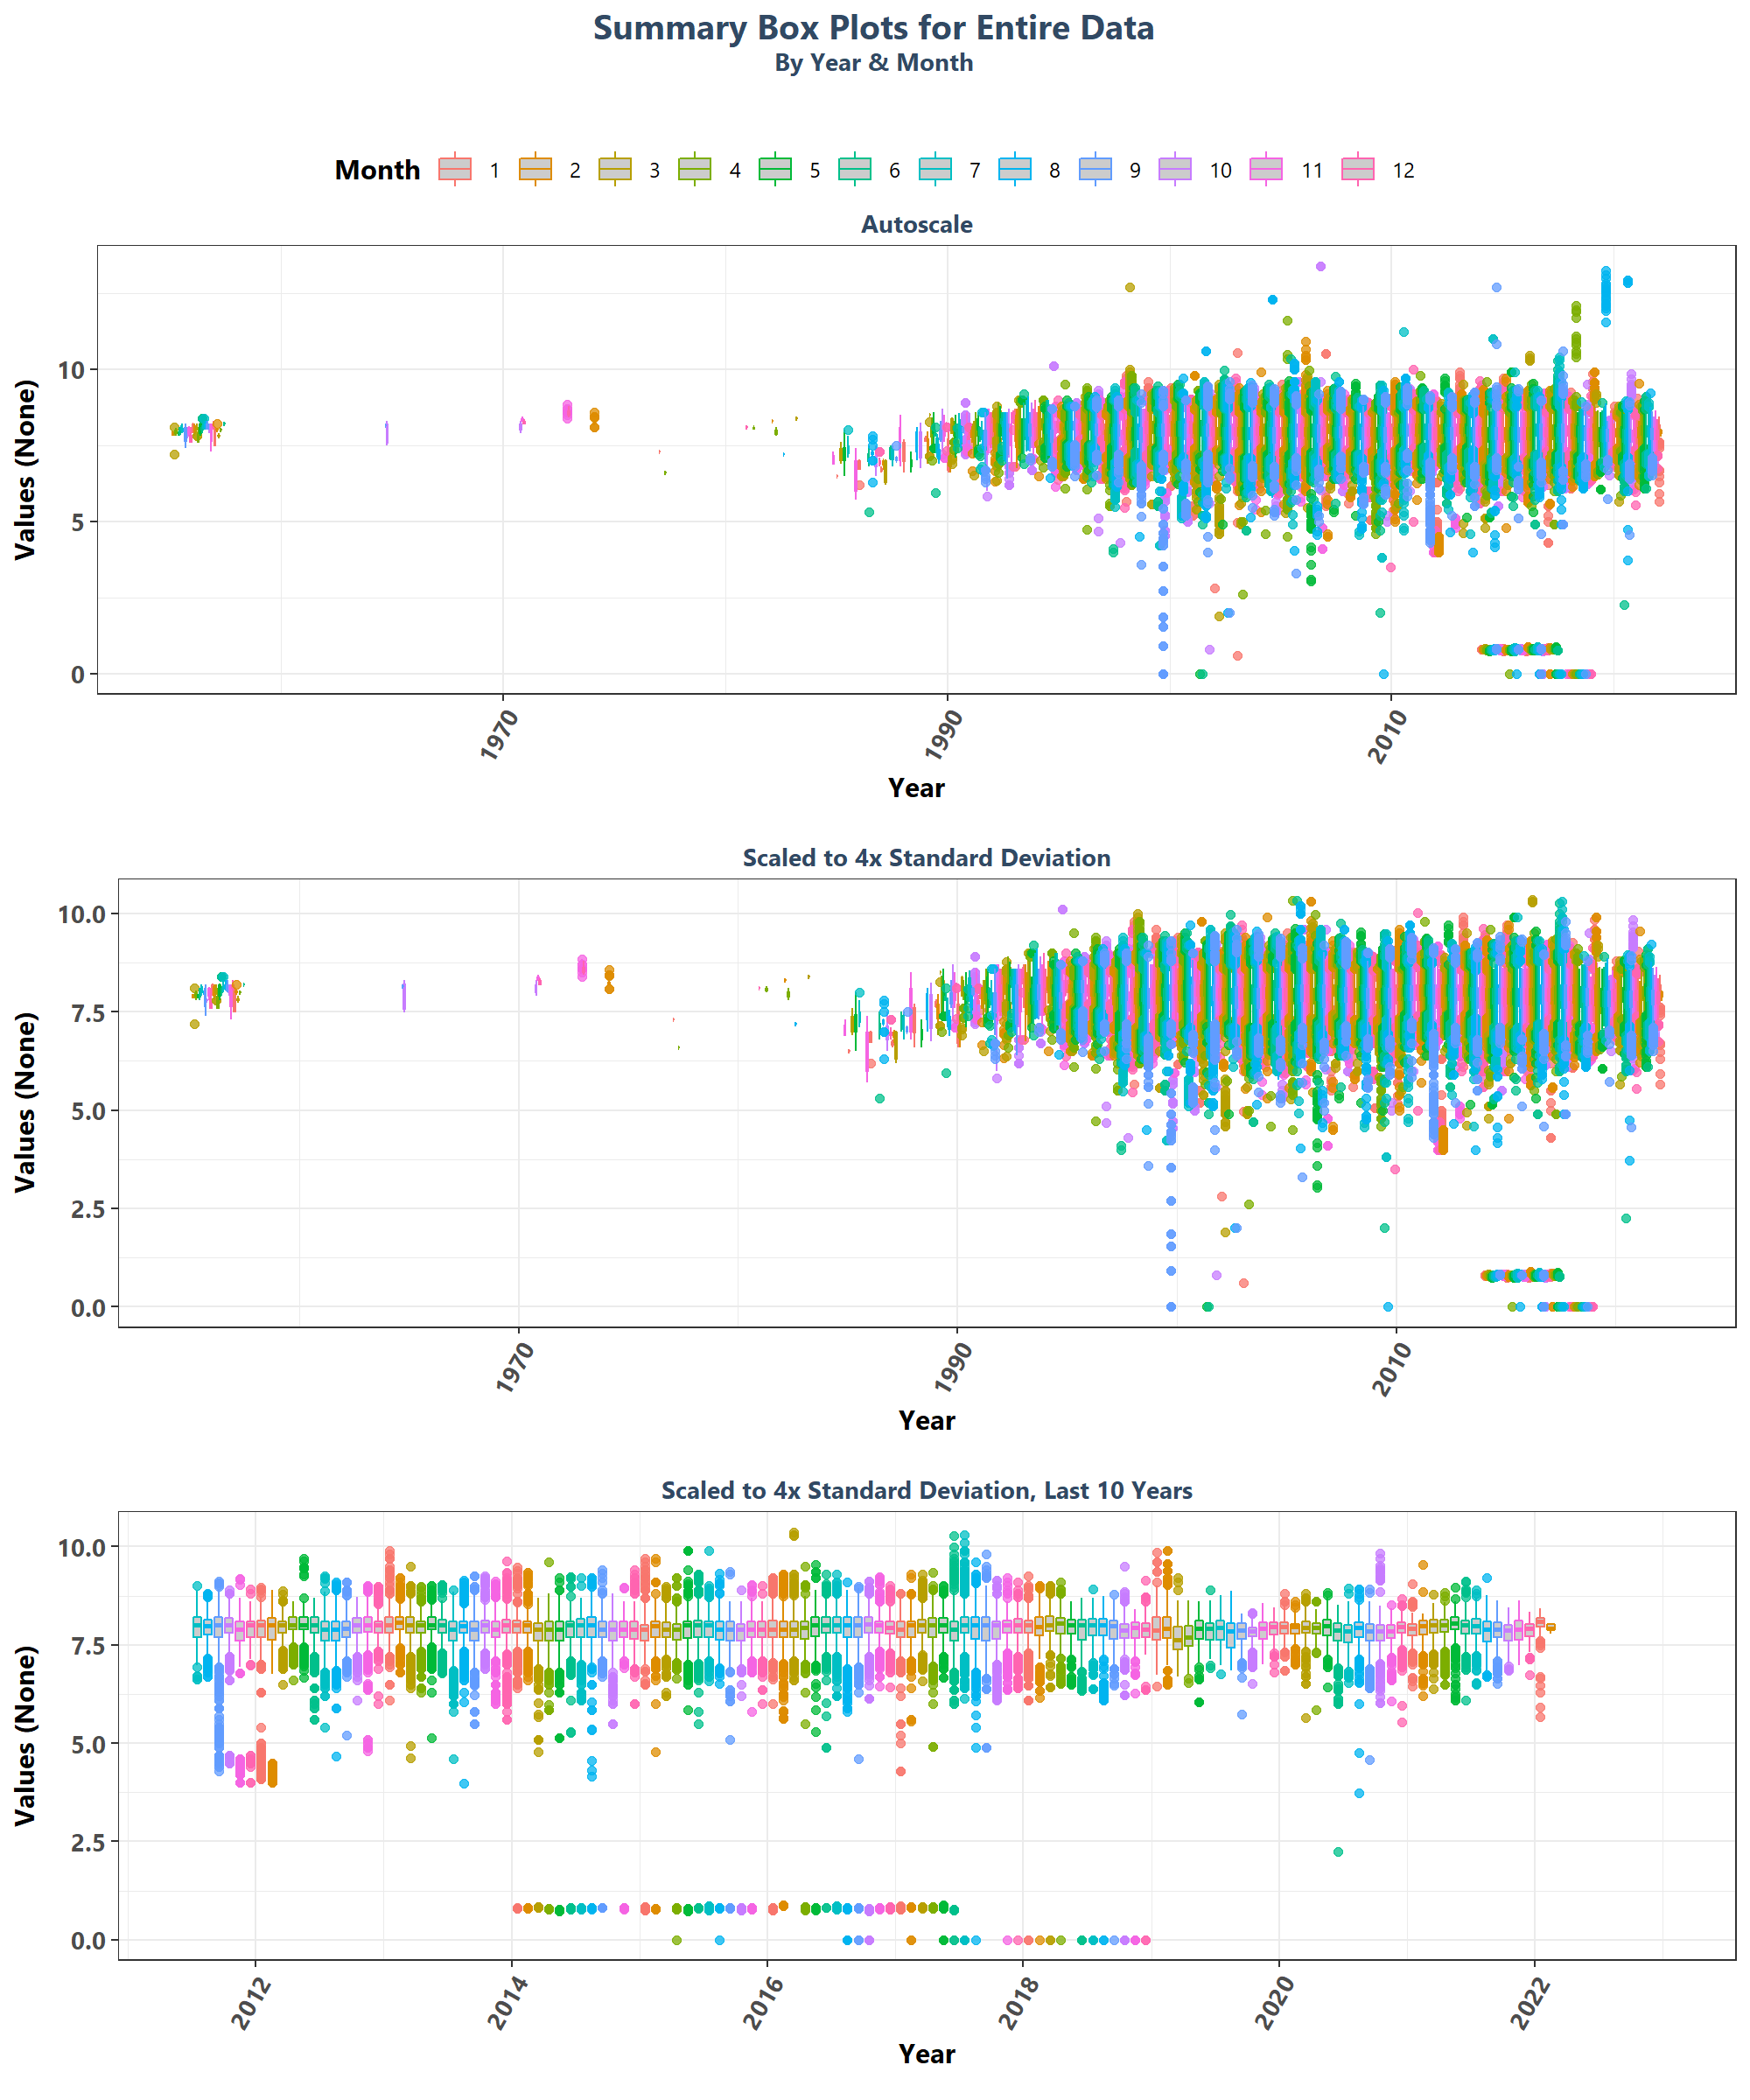 Summary Box Plots for Entire Data
By Year & Month
Month 1 2 3 4 5 6 7 8 9 10 11 12
Autoscale
Values (None)
10
5
0
1970 1990 2010
Year
Scaled to 4x Standard Deviation
Values (None)
10.0
7.5
5.0
2.5
0.0
1970 1990 2010
Year
Scaled to 4x Standard Deviation, Last 10 Years
Values (None)
10.0
7.5
5.0
2.5
0.0
2012 2014 2016 2018 2020 2022
Year